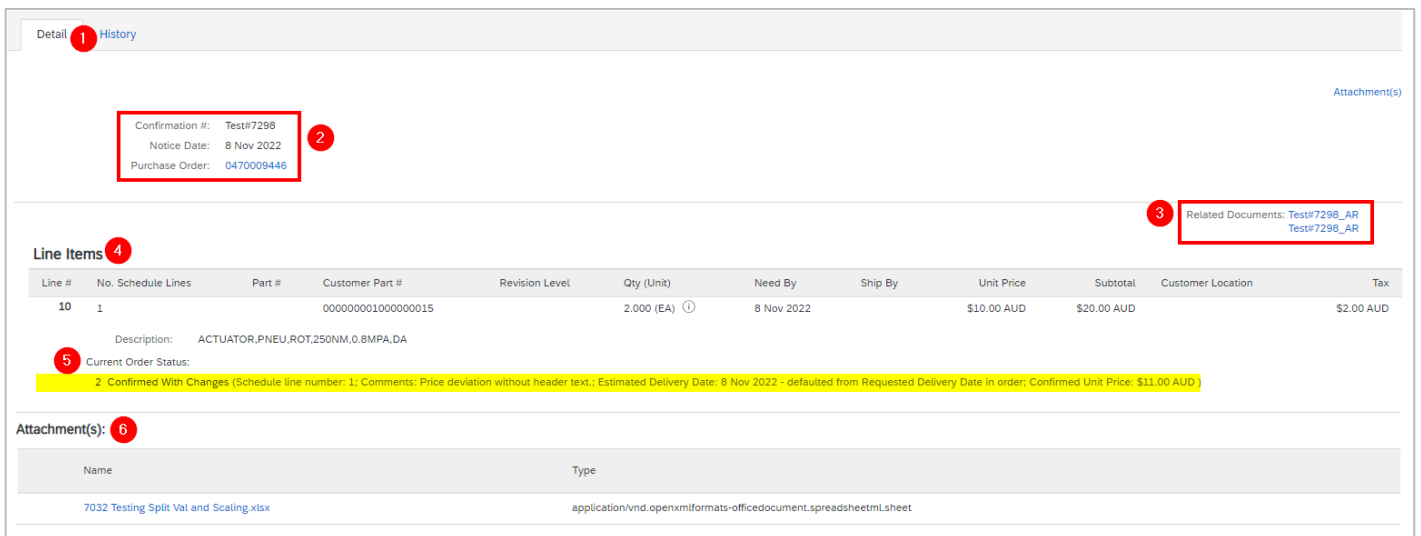 Detail 1 History
Attachment(s)
Confirmation #: Test#7298
Notice Date: 8 Nov 2022
Purchase Order: 0470009446
2
3
Related Documents: Test#7298_AR
Test#7298_AR
Line Items 4
Line # No. Schedule Lines Part # Customer Part # Revision Level Qty (Unit) Need By Ship By Unit Price Subtotal Customer Location Tax
10 1 000000001000000015 2.000 (EA) i 8 Nov 2022 $10.00 AUD $20.00 AUD $2.00 AUD
Description: ACTUATOR,PNEU,ROT,250NM,0.8MPA,DA
5 Current Order Status:
2 Confirmed With Changes (Schedule line number: 1; Comments: Price deviation without header text.; Estimated Delivery Date: 8 Nov 2022 - defaulted from Requested Delivery Date in order; Confirmed Unit Price: $11.00 AUD )
Attachment(s): 6
Name Type
7032 Testing Split Val and Scaling.xlsx application/vnd.openxmlformats-officedocument.spreadsheetml.sheet